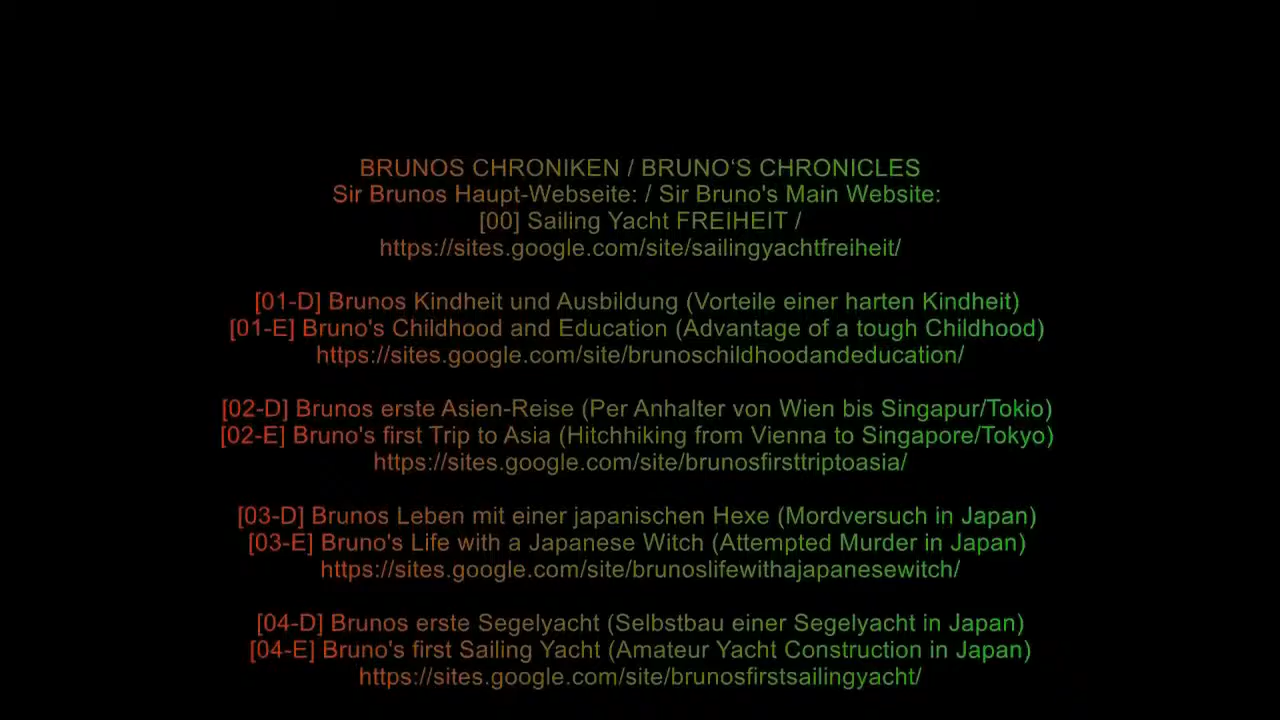 BRUNOS CHRONIKEN / BRUNO‘S CHRONICLES
Sir Brunos Haupt-Webseite: / Sir Bruno's Main Website:
[00] Sailing Yacht FREIHEIT /
https://sites.google.com/site/sailingyachtfreiheit/
[01-D] Brunos Kindheit und Ausbildung (Vorteile einer harten Kindheit)
[01-E] Bruno's Childhood and Education (Advantage of a tough Childhood)
https://sites.google.com/site/brunoschildhoodandeducation/
[02-D] Brunos erste Asien-Reise (Per Anhalter von Wien bis Singapur/Tokio)
[02-E] Bruno's first Trip to Asia (Hitchhiking from Vienna to Singapore/Tokyo)
https://sites.google.com/site/brunosfirsttriptoasia/
[03-D] Brunos Leben mit einer japanischen Hexe (Mordversuch in Japan)
[03-E] Bruno's Life with a Japanese Witch (Attempted Murder in Japan)
https://sites.google.com/site/brunoslifewithajapanesewitch/
[04-D] Brunos erste Segelyacht (Selbstbau einer Segelyacht in Japan)
[04-E] Bruno's first Sailing Yacht (Amateur Yacht Construction in Japan)
https://sites.google.com/site/brunosfirstsailingyacht/